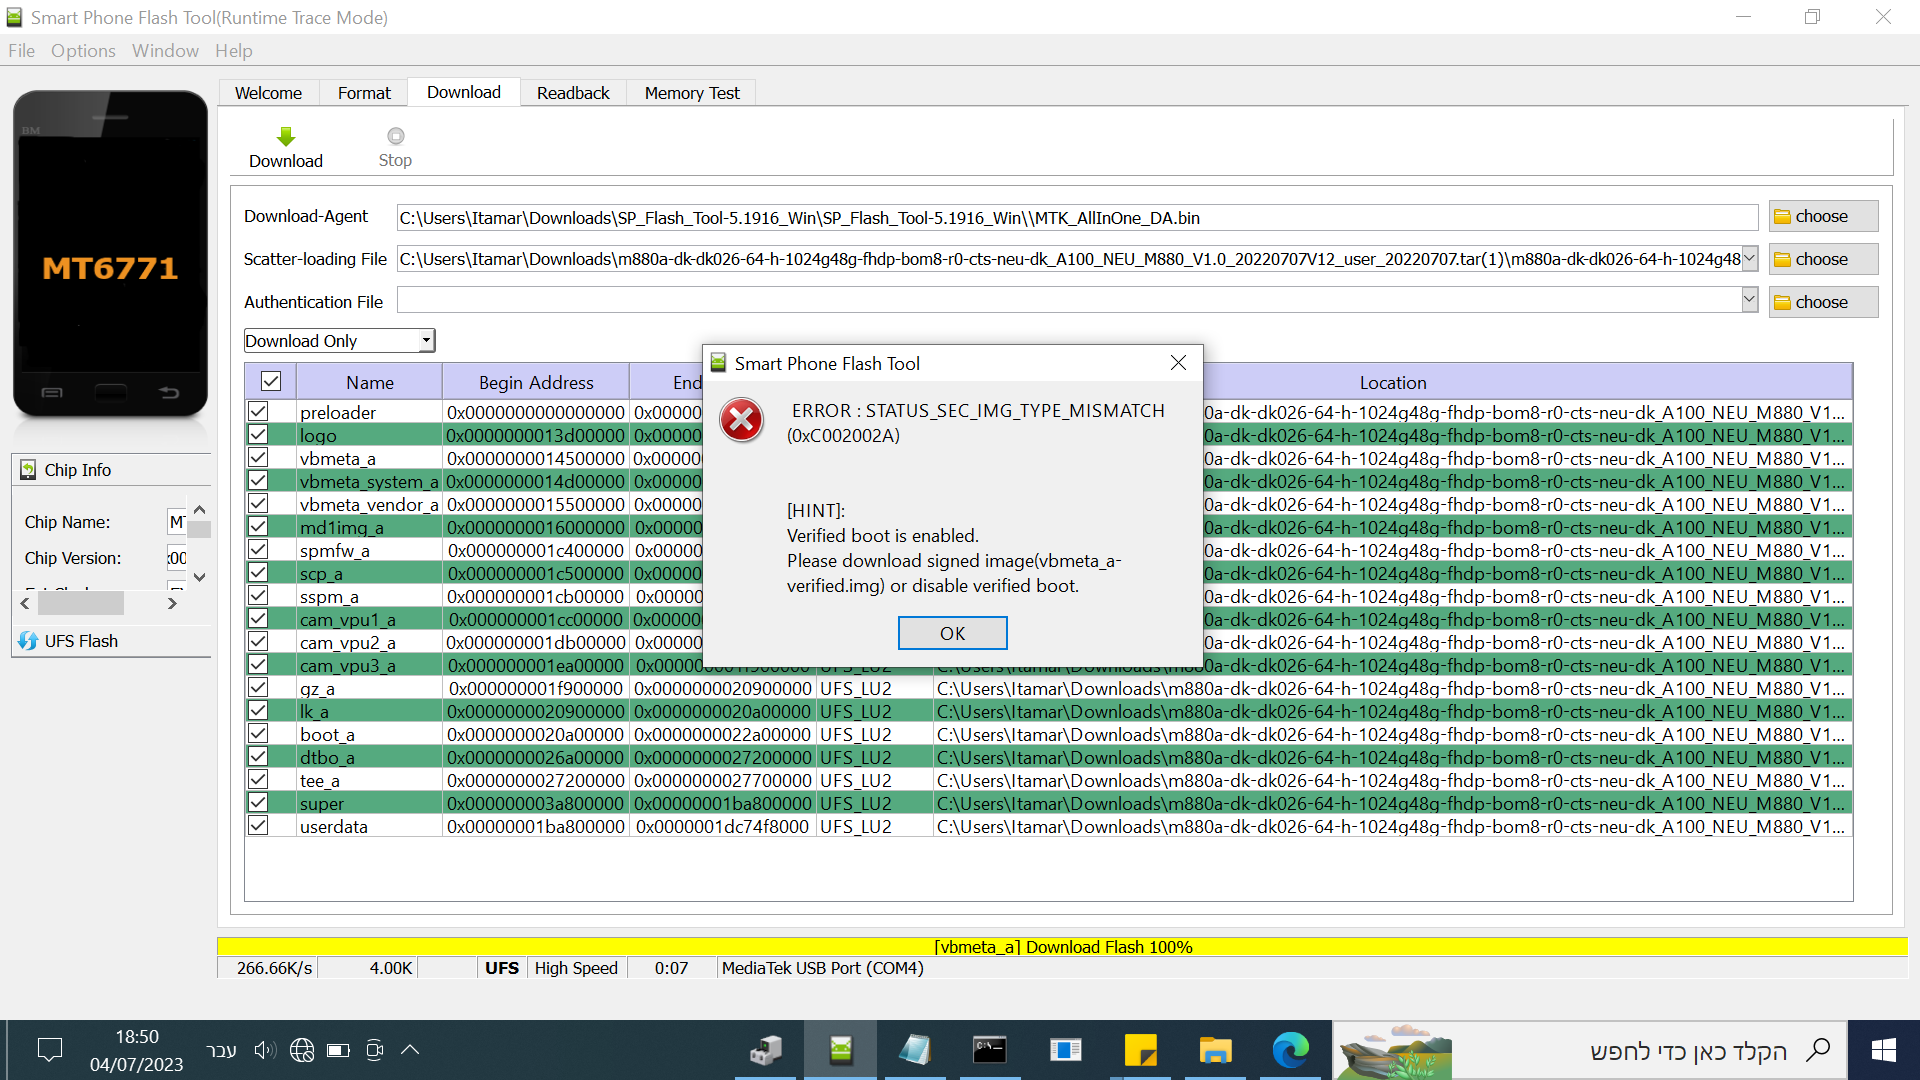 Smart Phone Flash Tool(Runtime Trace Mode)
File Options Window Help
Welcome Format Download Readback Memory Test
BM
MT6771
Download Stop
Download-Agent C:\Users\Itamar\Downloads\SP_Flash_Tool-5.1916_Win\SP_Flash_Tool-5.1916_Win\\MTK_AllInOne_DA.bin choose
Scatter-loading File C:\Users\Itamar\Downloads\m880a-dk-dk026-64-h-1024g48g-fhdp-bom8-r0-cts-neu-dk_A100_NEU_M880_V1.0_20220707V12_user_20220707.tar(1)\m880a-dk-dk026-64-h-1024g48 choose
Authentication File choose
Download Only
Chip Info
Chip Name:
Chip Version:
UFS Flash
Name Begin Address End Location
preloader 0x0000000000000000 0x00000 0a-dk-dk026-64-h-1024g48g-fhdp-bom8-r0-cts-neu-dk_A100_NEU_M880_V1...
logo 0x0000000013d00000 0x00000 0a-dk-dk026-64-h-1024g48g-fhdp-bom8-r0-cts-neu-dk_A100_NEU_M880_V1...
vbmeta_a 0x0000000014500000 0x00000 0a-dk-dk026-64-h-1024g48g-fhdp-bom8-r0-cts-neu-dk_A100_NEU_M880_V1...
vbmeta_system_a 0x0000000014d00000 0x00000 0a-dk-dk026-64-h-1024g48g-fhdp-bom8-r0-cts-neu-dk_A100_NEU_M880_V1...
vbmeta_vendor_a 0x0000000015500000 0x00000 0a-dk-dk026-64-h-1024g48g-fhdp-bom8-r0-cts-neu-dk_A100_NEU_M880_V1...
md1img_a 0x0000000016000000 0x00000 0a-dk-dk026-64-h-1024g48g-fhdp-bom8-r0-cts-neu-dk_A100_NEU_M880_V1...
spmfw_a 0x000000001c400000 0x00000 0a-dk-dk026-64-h-1024g48g-fhdp-bom8-r0-cts-neu-dk_A100_NEU_M880_V1...
scp_a 0x000000001c500000 0x00000 0a-dk-dk026-64-h-1024g48g-fhdp-bom8-r0-cts-neu-dk_A100_NEU_M880_V1...
sspm_a 0x000000001cb00000 0x00000 0a-dk-dk026-64-h-1024g48g-fhdp-bom8-r0-cts-neu-dk_A100_NEU_M880_V1...
cam_vpu1_a 0x000000001cc00000 0x00000 0a-dk-dk026-64-h-1024g48g-fhdp-bom8-r0-cts-neu-dk_A100_NEU_M880_V1...
cam_vpu2_a 0x000000001db00000 0x00000 0a-dk-dk026-64-h-1024g48g-fhdp-bom8-r0-cts-neu-dk_A100_NEU_M880_V1...
cam_vpu3_a 0x000000001ea00000 0a-dk-dk026-64-h-1024g48g-fhdp-bom8-r0-cts-neu-dk_A100_NEU_M880_V1...
gz_a 0x000000001f900000 0x0000000020900000 UFS_LU2 C:\Users\Itamar\Downloads\m880a-dk-dk026-64-h-1024g48g-fhdp-bom8-r0-cts-neu-dk_A100_NEU_M880_V1...
lk_a 0x0000000020900000 0x0000000020a00000 UFS_LU2 C:\Users\Itamar\Downloads\m880a-dk-dk026-64-h-1024g48g-fhdp-bom8-r0-cts-neu-dk_A100_NEU_M880_V1...
boot_a 0x0000000020a00000 0x0000000022a00000 UFS_LU2 C:\Users\Itamar\Downloads\m880a-dk-dk026-64-h-1024g48g-fhdp-bom8-r0-cts-neu-dk_A100_NEU_M880_V1...
dtbo_a 0x0000000026a00000 0x0000000027200000 UFS_LU2 C:\Users\Itamar\Downloads\m880a-dk-dk026-64-h-1024g48g-fhdp-bom8-r0-cts-neu-dk_A100_NEU_M880_V1...
tee_a 0x0000000027200000 0x0000000027700000 UFS_LU2 C:\Users\Itamar\Downloads\m880a-dk-dk026-64-h-1024g48g-fhdp-bom8-r0-cts-neu-dk_A100_NEU_M880_V1...
super 0x000000003a800000 0x00000001ba800000 UFS_LU2 C:\Users\Itamar\Downloads\m880a-dk-dk026-64-h-1024g48g-fhdp-bom8-r0-cts-neu-dk_A100_NEU_M880_V1...
userdata 0x00000001ba800000 0x0000001dc74f8000 UFS_LU2 C:\Users\Itamar\Downloads\m880a-dk-dk026-64-h-1024g48g-fhdp-bom8-r0-cts-neu-dk_A100_NEU_M880_V1...
Smart Phone Flash Tool
ERROR : STATUS_SEC_IMG_TYPE_MISMATCH
(0xC002002A)
[HINT]:
Verified boot is enabled.
Please download signed image(vbmeta_a-
verified.img) or disable verified boot.
OK
[vbmeta_a] Download Flash 100%
266.66K/s 4.00K UFS High Speed 0:07 MediaTek USB Port (COM4)
18:50
04/07/2023
עבר
הקלד כאן כדי לחפש